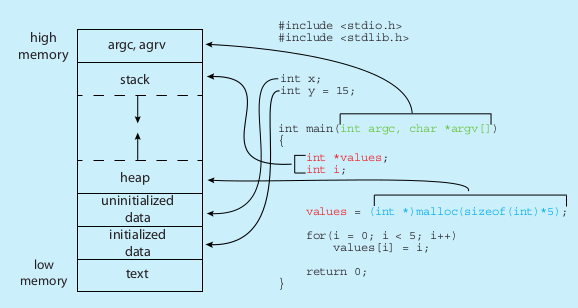 high
memory
argc, agrv
stack
heap
uninitialized
data
initialized
data
text
low
memory
#include <stdio.h>
#include <stdlib.h>
int x;
int y = 15;
int main(int argc, char *argv[])
{
int *values;
int i;
values = (int *)malloc(sizeof(int)*5);
for(i = 0; i < 5; i++)
values[i] = i;
return 0;
}